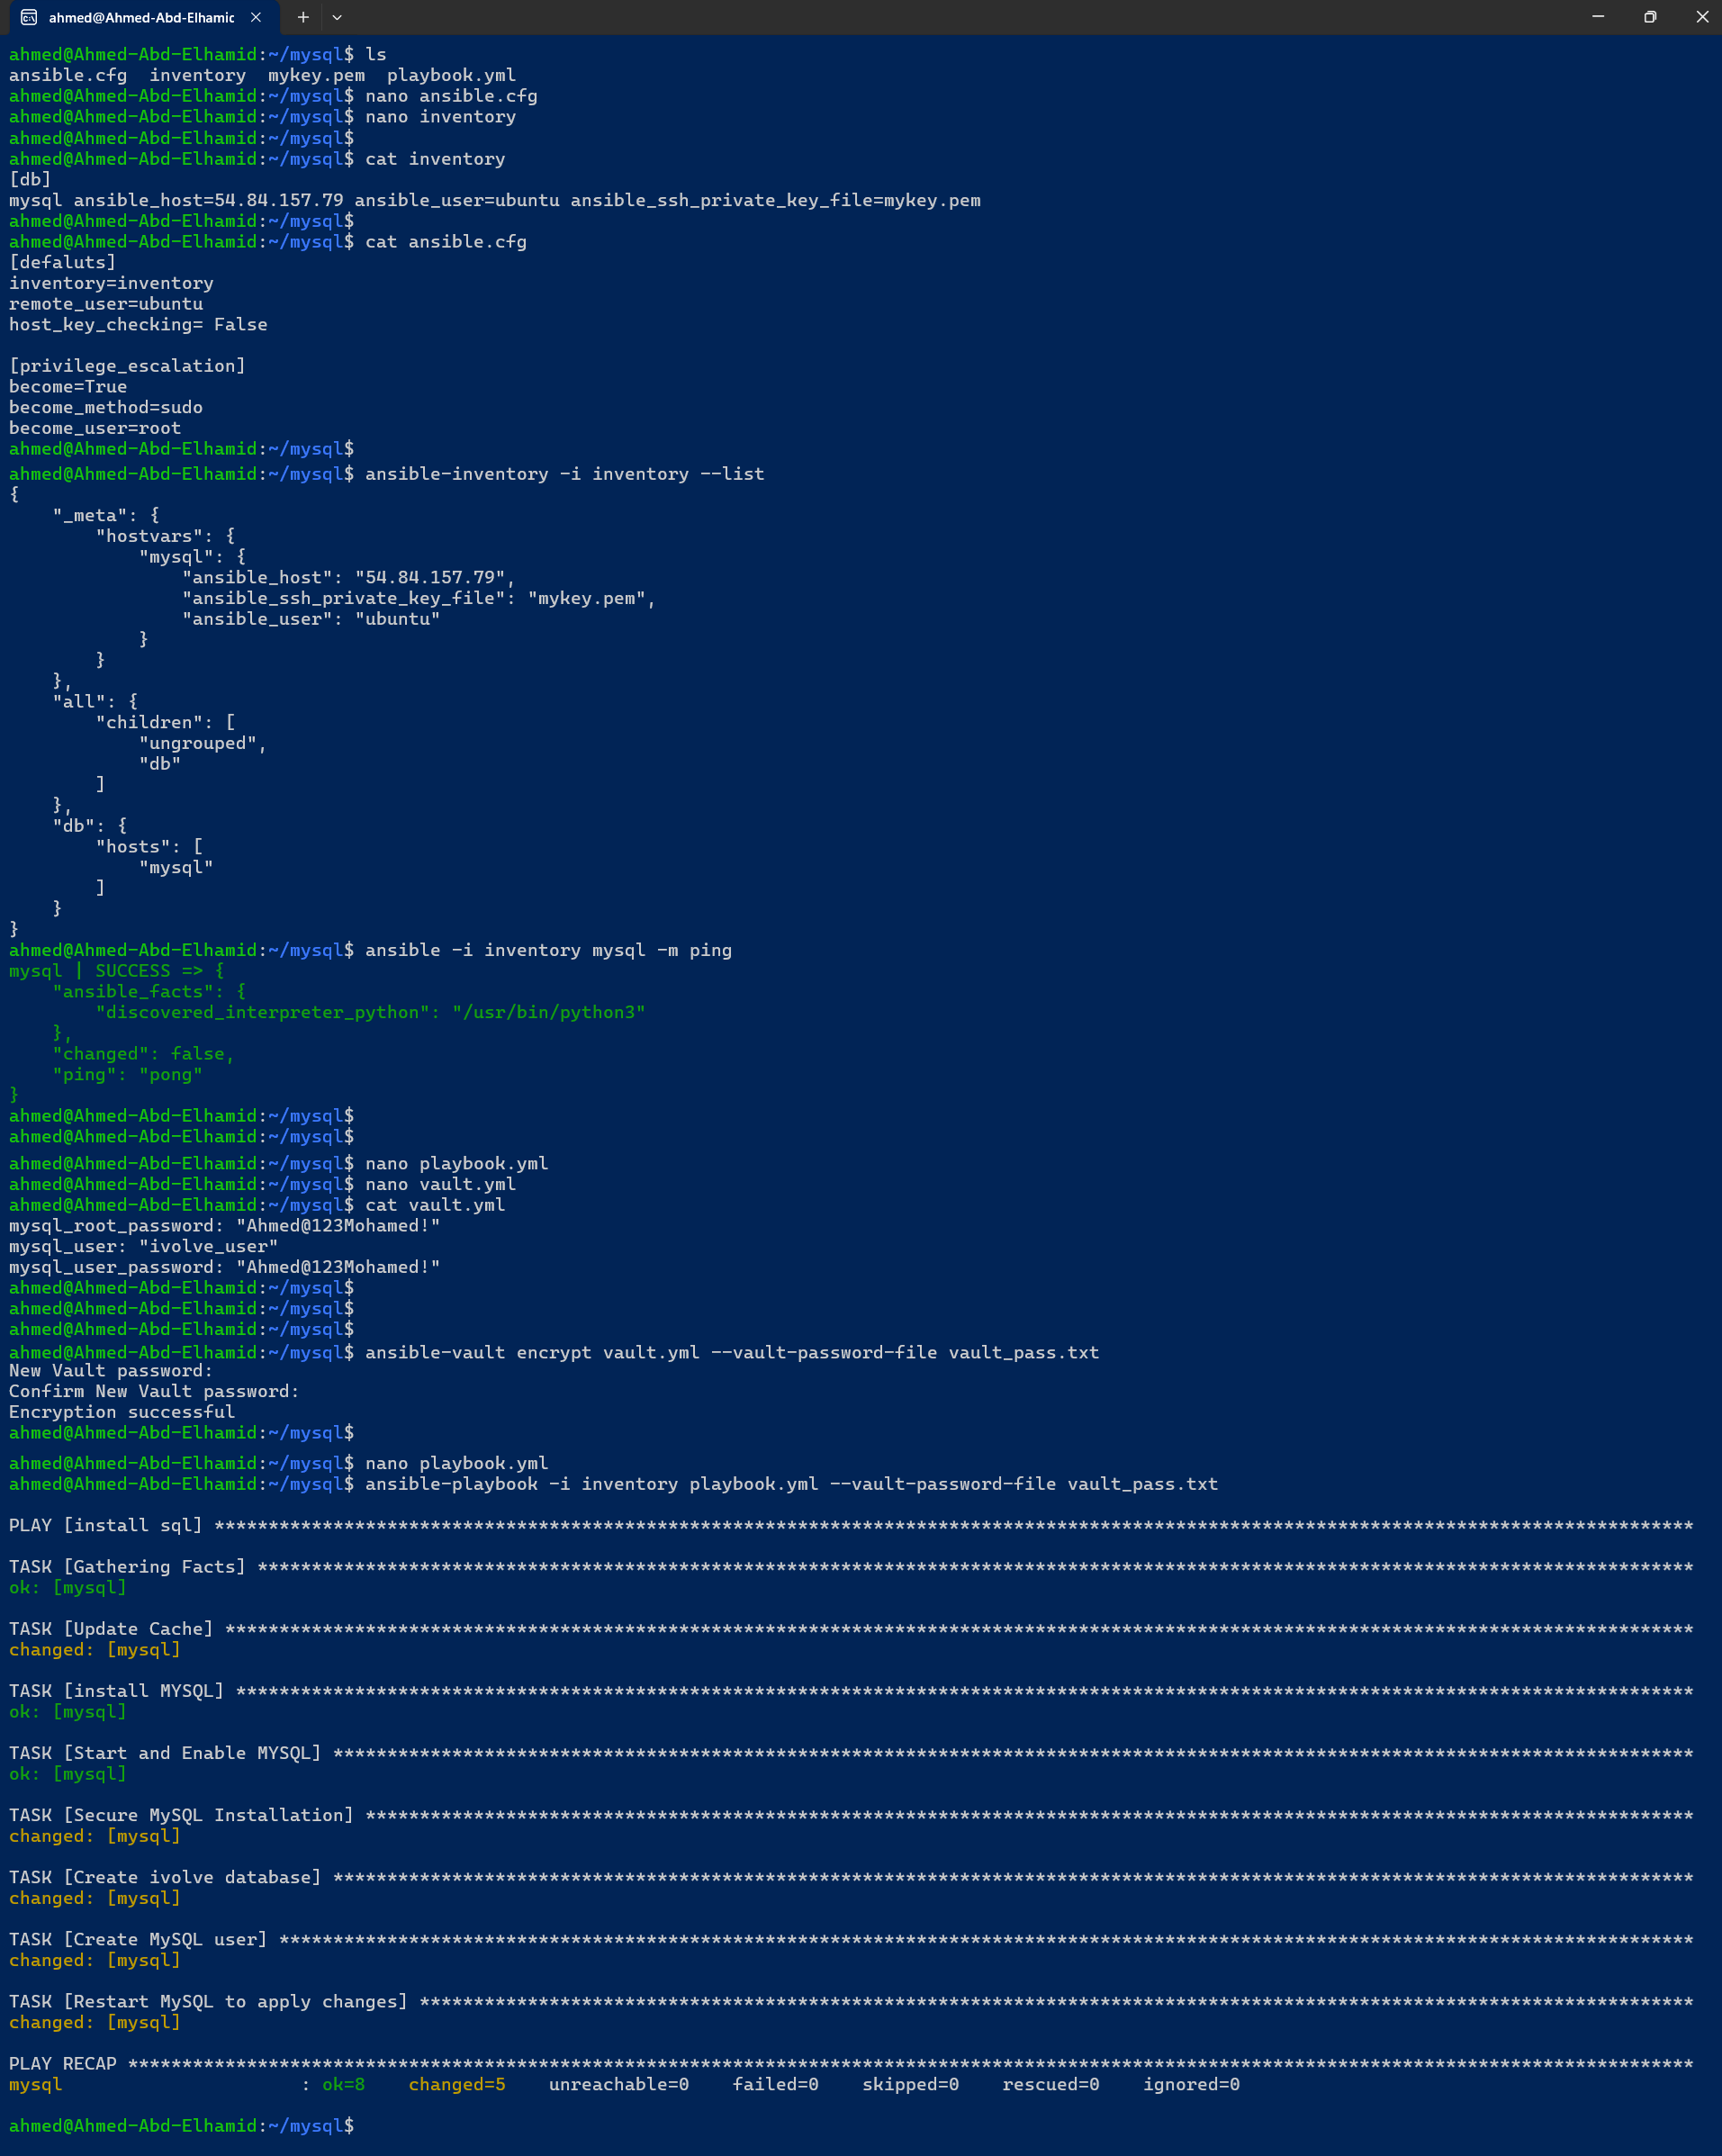 ahmed@Ahmed-Abd-Elhamic
ahmed@Ahmed-Abd-Elhamid:~/mysql$ ls
ansible.cfg  inventory  mykey.pem  playbook.yml
ahmed@Ahmed-Abd-Elhamid:~/mysql$ nano ansible.cfg
ahmed@Ahmed-Abd-Elhamid:~/mysql$ nano inventory
ahmed@Ahmed-Abd-Elhamid:~/mysql$
ahmed@Ahmed-Abd-Elhamid:~/mysql$ cat inventory
[db]
mysql ansible_host=54.84.157.79 ansible_user=ubuntu ansible_ssh_private_key_file=mykey.pem
ahmed@Ahmed-Abd-Elhamid:~/mysql$
ahmed@Ahmed-Abd-Elhamid:~/mysql$ cat ansible.cfg
[defaluts]
inventory=inventory
remote_user=ubuntu
host_key_checking= False

[privilege_escalation]
become=True
become_method=sudo
become_user=root
ahmed@Ahmed-Abd-Elhamid:~/mysql$
ahmed@Ahmed-Abd-Elhamid:~/mysql$ ansible-inventory -i inventory --list
{
    "_meta": {
        "hostvars": {
            "mysql": {
                "ansible_host": "54.84.157.79",
                "ansible_ssh_private_key_file": "mykey.pem",
                "ansible_user": "ubuntu"
            }
        }
    },
    "all": {
        "children": [
            "ungrouped",
            "db"
        ]
    },
    "db": {
        "hosts": [
            "mysql"
        ]
    }
}
ahmed@Ahmed-Abd-Elhamid:~/mysql$ ansible -i inventory mysql -m ping
mysql | SUCCESS => {
    "ansible_facts": {
        "discovered_interpreter_python": "/usr/bin/python3"
    },
    "changed": false,
    "ping": "pong"
}
ahmed@Ahmed-Abd-Elhamid:~/mysql$
ahmed@Ahmed-Abd-Elhamid:~/mysql$
ahmed@Ahmed-Abd-Elhamid:~/mysql$ nano playbook.yml
ahmed@Ahmed-Abd-Elhamid:~/mysql$ nano vault.yml
ahmed@Ahmed-Abd-Elhamid:~/mysql$ cat vault.yml
mysql_root_password: "Ahmed@123Mohamed!"
mysql_user: "ivolve_user"
mysql_user_password: "Ahmed@123Mohamed!"
ahmed@Ahmed-Abd-Elhamid:~/mysql$
ahmed@Ahmed-Abd-Elhamid:~/mysql$
ahmed@Ahmed-Abd-Elhamid:~/mysql$
ahmed@Ahmed-Abd-Elhamid:~/mysql$ ansible-vault encrypt vault.yml --vault-password-file vault_pass.txt
New Vault password:
Confirm New Vault password:
Encryption successful
ahmed@Ahmed-Abd-Elhamid:~/mysql$
ahmed@Ahmed-Abd-Elhamid:~/mysql$ nano playbook.yml
ahmed@Ahmed-Abd-Elhamid:~/mysql$ ansible-playbook -i inventory playbook.yml --vault-password-file vault_pass.txt

PLAY [install sql] *****************************************************************************************************************************************

TASK [Gathering Facts] *************************************************************************************************************************************
ok: [mysql]

TASK [Update Cache] ****************************************************************************************************************************************
changed: [mysql]

TASK [install MYSQL] ***************************************************************************************************************************************
ok: [mysql]

TASK [Start and Enable MYSQL] ******************************************************************************************************************************
ok: [mysql]

TASK [Secure MySQL Installation] ***************************************************************************************************************************
changed: [mysql]

TASK [Create ivolve database] ******************************************************************************************************************************
changed: [mysql]

TASK [Create MySQL user] ***********************************************************************************************************************************
changed: [mysql]

TASK [Restart MySQL to apply changes] **********************************************************************************************************************
changed: [mysql]

PLAY RECAP *************************************************************************************************************************************************
mysql                      : ok=8    changed=5    unreachable=0    failed=0    skipped=0    rescued=0    ignored=0

ahmed@Ahmed-Abd-Elhamid:~/mysql$